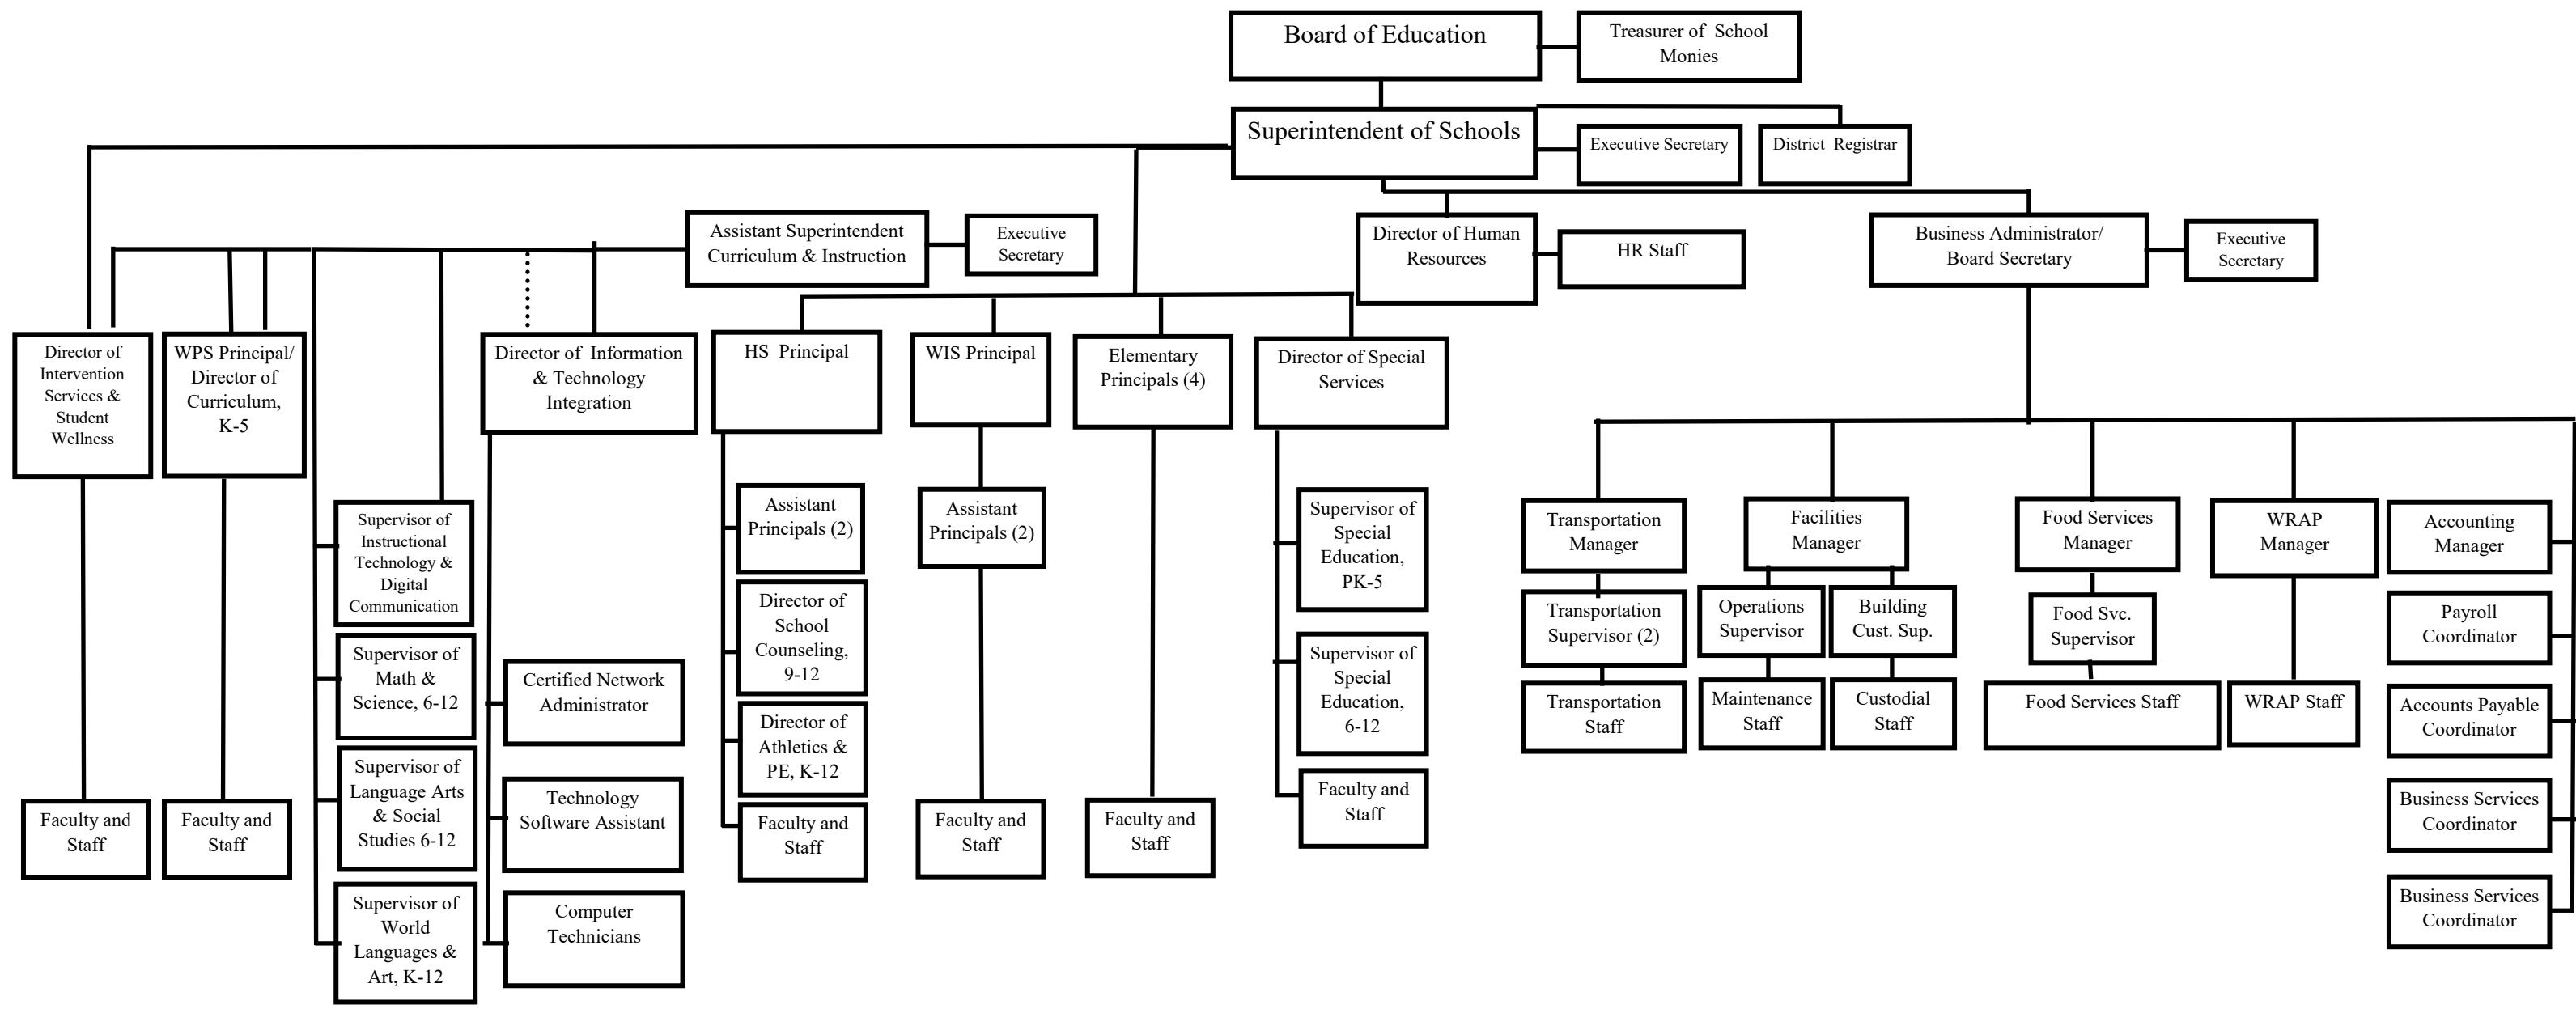 Board of Education
Treasurer of School
Monies
Superintendent of Schools
Executive Secretary
District Registrar
Assistant Superintendent
Curriculum & Instruction
Executive
Secretary
Director of Human
Resources
HR Staff
Business Administrator/
Board Secretary
Executive
Secretary
Director of
Intervention
Services &
Student
Wellness
WPS Principal/
Director of
Curriculum,
K-5
Director of Information
& Technology
Integration
HS Principal
WIS Principal
Elementary
Principals (4)
Director of Special
Services
Supervisor of
Instructional
Technology &
Digital
Communication
Assistant
Principals (2)
Assistant
Principals (2)
Supervisor of
Special
Education,
PK-5
Transportation
Manager
Facilities
Manager
Food Services
Manager
WRAP
Manager
Accounting
Manager
Director of
School
Counseling,
9-12
Transportation
Supervisor (2)
Operations
Supervisor
Building
Cust. Sup.
Food Svc.
Supervisor
Payroll
Coordinator
Supervisor of
Math &
Science, 6-12
Certified Network
Administrator
Supervisor of
Special
Education,
6-12
Transportation
Staff
Maintenance
Staff
Custodial
Staff
Food Services Staff
WRAP Staff
Accounts Payable
Coordinator
Director of
Athletics &
PE, K-12
Supervisor of
Language Arts
& Social
Studies 6-12
Technology
Software Assistant
Faculty and
Staff
Faculty and
Staff
Faculty and
Staff
Faculty and
Staff
Faculty and
Staff
Faculty and
Staff
Business Services
Coordinator
Supervisor of
World
Languages &
Art, K-12
Computer
Technicians
Business Services
Coordinator